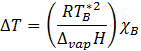 ΔT = (RT_B^{*2} / Δ_{vap}H) χ_B